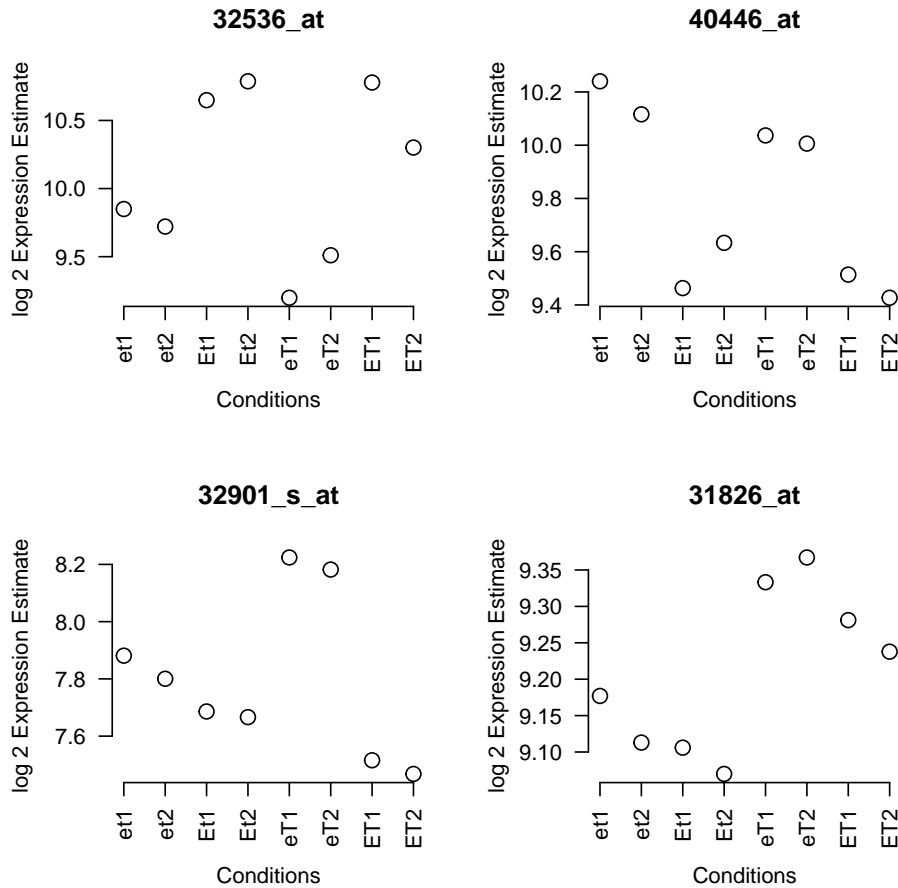 32536_at
log 2 Expression Estimate
10.5
10.0
9.5
et1
et2
Et1
Et2
eT1
eT2
ET1
ET2
Conditions
40446_at
log 2 Expression Estimate
10.2
10.0
9.8
9.6
9.4
et1
et2
Et1
Et2
eT1
eT2
ET1
ET2
Conditions
32901_s_at
log 2 Expression Estimate
8.2
8.0
7.8
7.6
et1
et2
Et1
Et2
eT1
eT2
ET1
ET2
Conditions
31826_at
log 2 Expression Estimate
9.35
9.30
9.25
9.20
9.15
9.10
et1
et2
Et1
Et2
eT1
eT2
ET1
ET2
Conditions